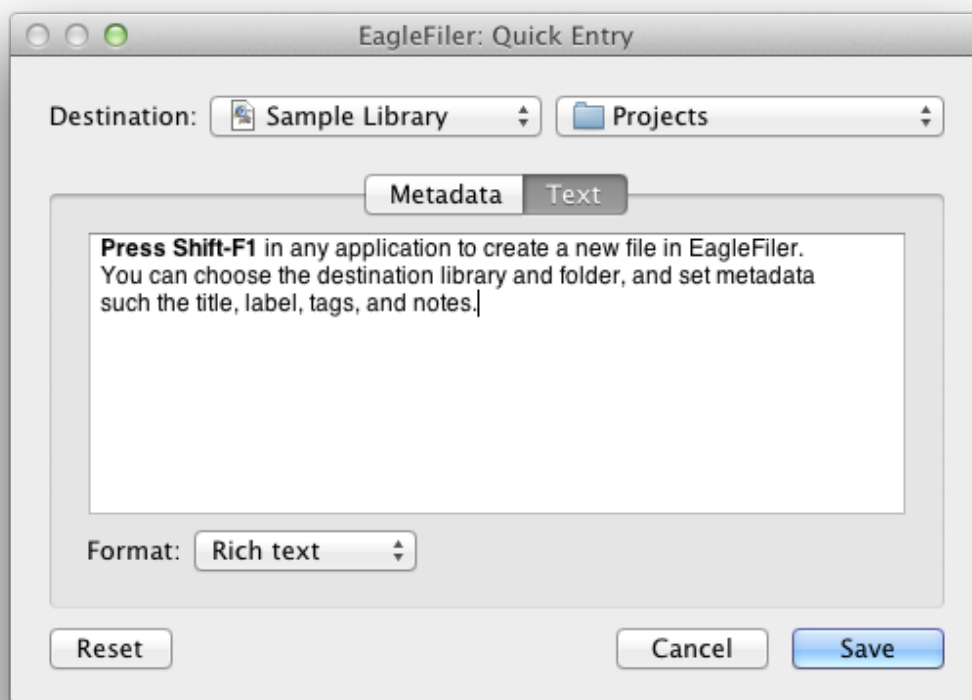 EagleFiler: Quick Entry
Destination: Sample Library Projects
Metadata Text
Press Shift-F1 in any application to create a new file in EagleFiler.
You can choose the destination library and folder, and set metadata
such the title, label, tags, and notes.
Format: Rich text
Reset Cancel Save